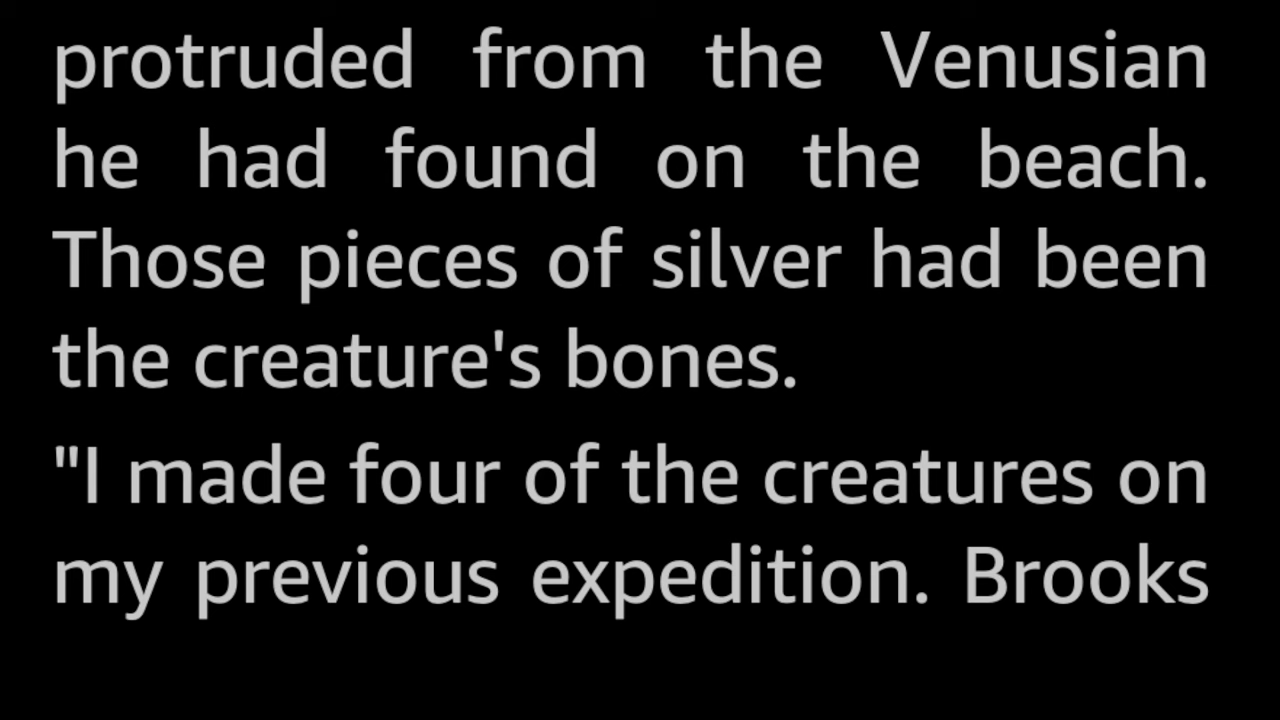 protruded from the Venusian
he had found on the beach.
Those pieces of silver had been
the creature's bones.
"I made four of the creatures on
my previous expedition. Brooks